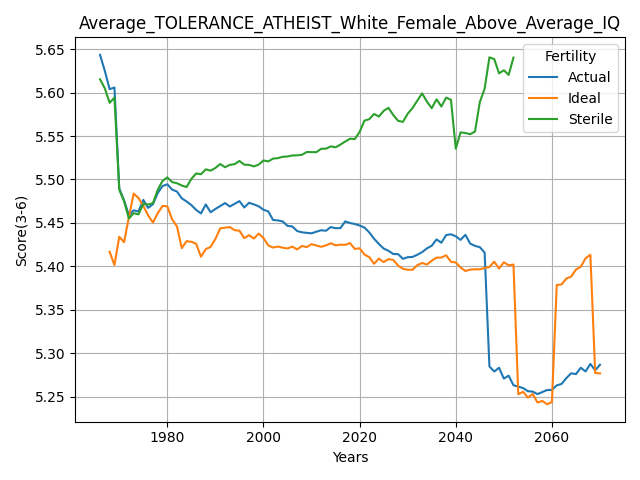 Average_TOLERANCE_ATHEIST_White_Female_Above_Average_IQ
Fertility
Actual
Ideal
Sterile
Score(3-6)
5.65
5.60
5.55
5.50
5.45
5.40
5.35
5.30
5.25
1980
2000
2020
2040
2060
Years